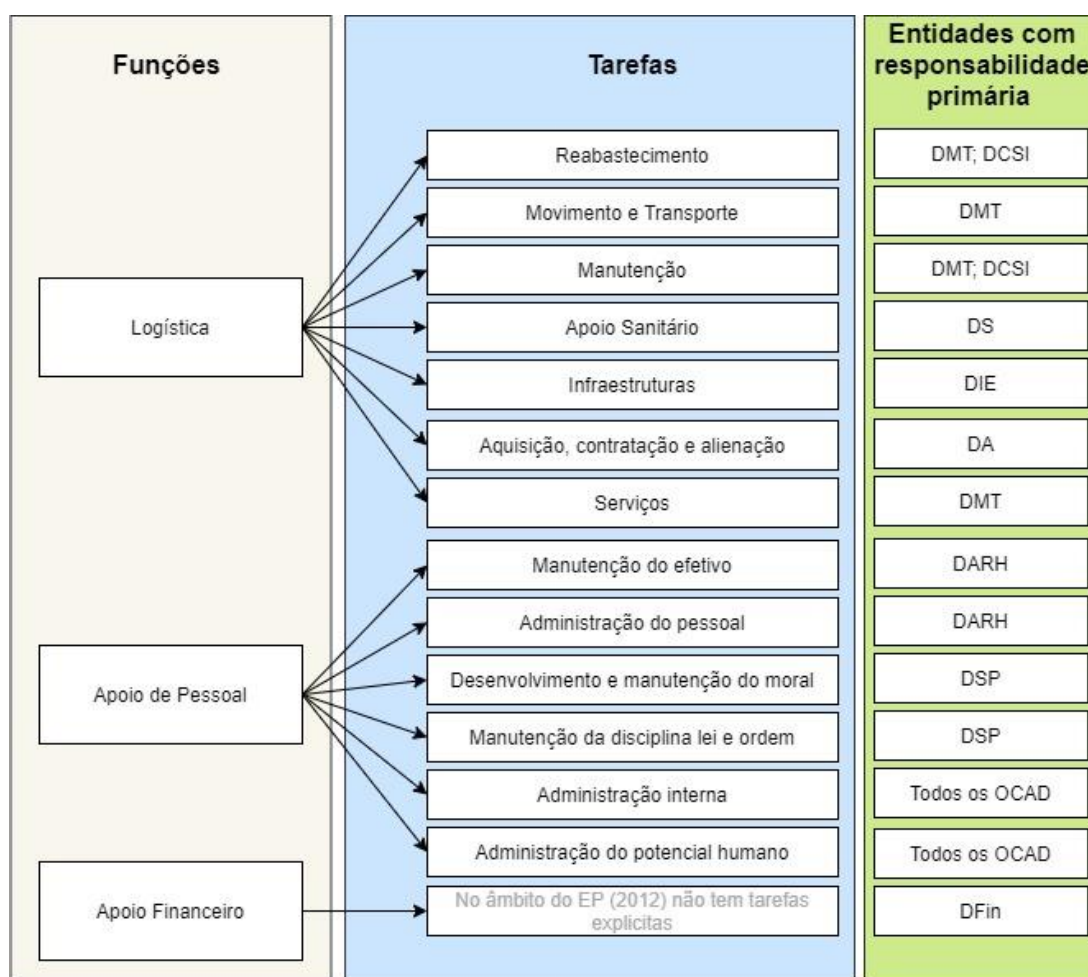 Funções
Tarefas
Entidades com
responsabilidade
primária
Logística
Reabastecimento
DMT; DCSI
Movimento e Transporte
DMT
Manutenção
DMT; DCSI
Apoio Sanitário
DS
Infraestruturas
DIE
Aquisição, contratação e alienação
DA
Serviços
DMT
Apoio de Pessoal
Manutenção do efetivo
DARH
Administração do pessoal
DARH
Desenvolvimento e manutenção do moral
DSP
Manutenção da disciplina lei e ordem
DSP
Administração interna
Todos os OCAD
Administração do potencial humano
Todos os OCAD
Apoio Financeiro
No âmbito do EP (2012) não tem tarefas
explicitas
DFin